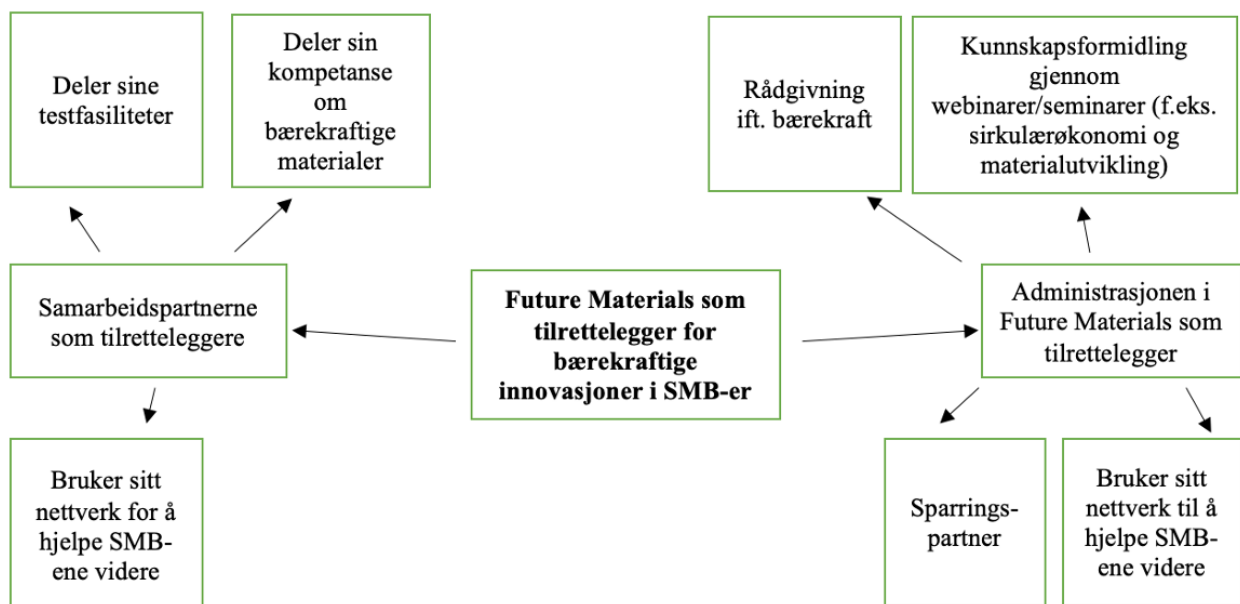 Deler sine
testfasiliteter
Deler sin
kompetanse
om
bærekraftige
materialer
Rådgivning
ift. bærekraft
Kunnskapsformidling
gjennom
webinarer/seminarer (f.eks.
sirkulærøkonomi og
materialutvikling)
Samarbeidspartnerne
som tilretteleggere
Future Materials som
tilrettelegger for
bærekraftige
innovasjoner i SMB-er
Administrasjonen i
Future Materials som
tilrettelegger
Bruker sitt
nettverk for å
hjelpe SMB-
ene videre
Sparrings-
partner
Bruker sitt
nettverk til å
hjelpe SMB-
ene videre